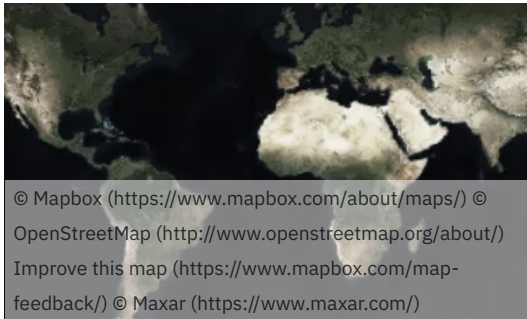 © Mapbox (https://www.mapbox.com/about/maps/) ©
OpenStreetMap (http://www.openstreetmap.org/about/)
Improve this map (https://www.mapbox.com/map-
feedback/) © Maxar (https://www.maxar.com/)